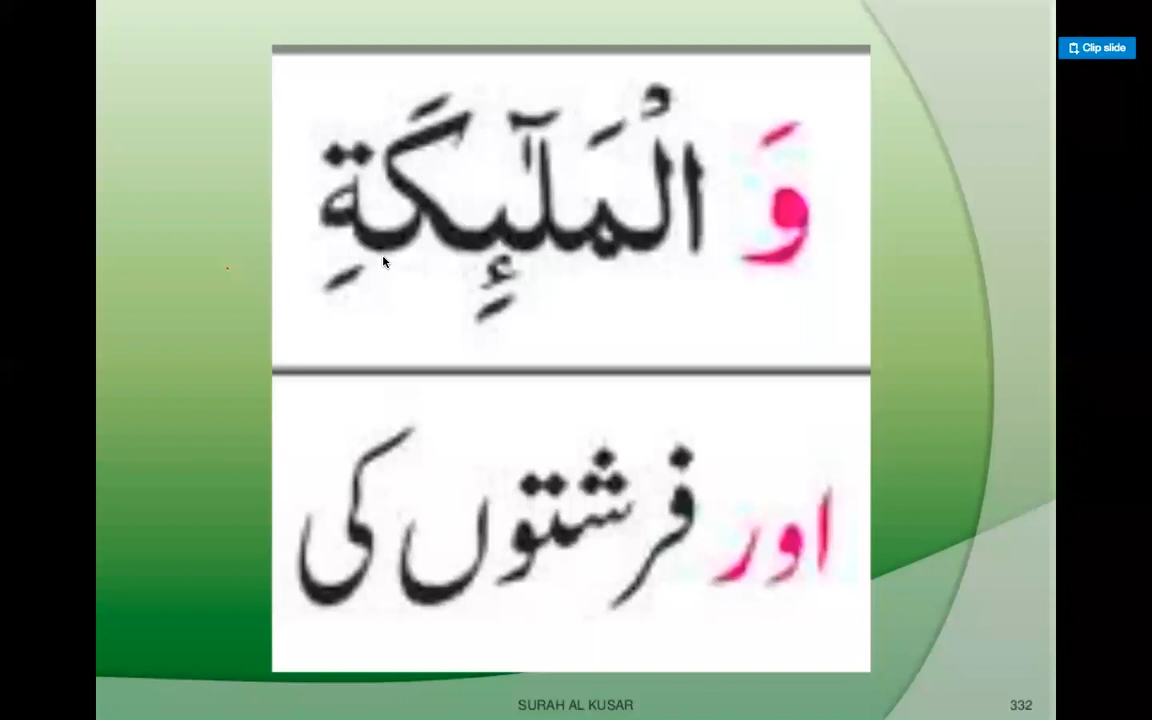 Clip slide
وَ الْمَلٰٓئِكَةِ
اور فرشتوں کی
SURAH AL KUSAR
332